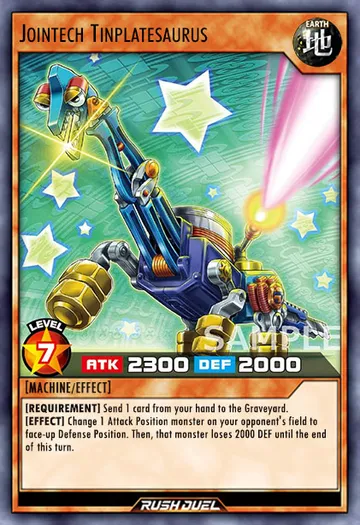 JOINTECH TINPLATESAURUS
EARTH
地
SAMPLE
LEVEL
7
ATK 2300 DEF 2000
[MACHINE/EFFECT]
[REQUIREMENT] Send 1 card from your hand to the Graveyard.
[EFFECT] Change 1 Attack Position monster on your opponent's field to
face-up Defense Position. Then, that monster loses 2000 DEF until the end
of this turn.
RUSH DUEL